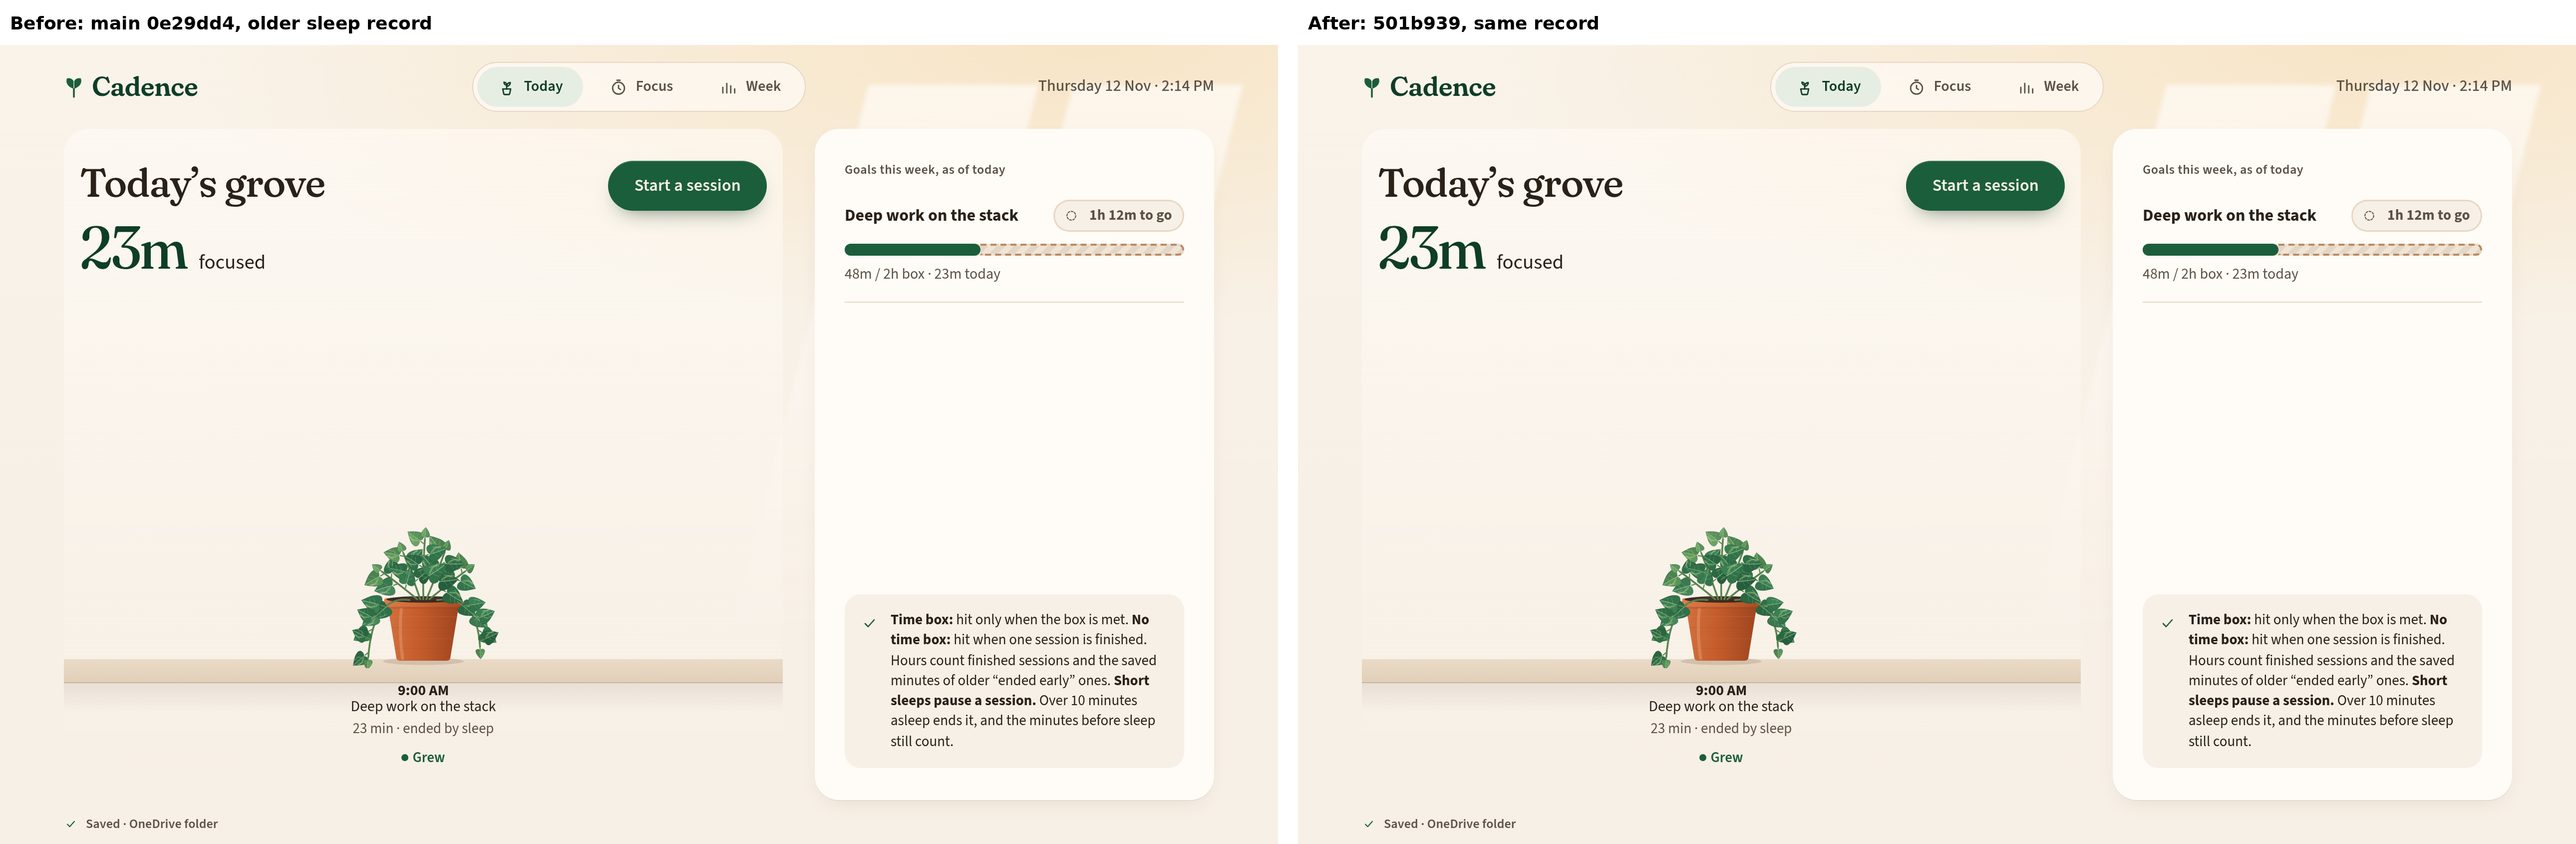 Before: main 0e29dd4, older sleep record
Cadence
Today
Focus
Week
Thursday 12 Nov · 2:14 PM
Today’s grove
Start a session
23m focused
Goals this week, as of today
Deep work on the stack
1h 12m to go
48m / 2h box · 23m today
9:00 AM
Deep work on the stack
23 min · ended by sleep
Grew
Time box: hit only when the box is met. No
time box: hit when one session is finished.
Hours count finished sessions and the saved
minutes of older “ended early” ones. Short
sleeps pause a session. Over 10 minutes
asleep ends it, and the minutes before sleep
still count.
Saved · OneDrive folder
After: 501b939, same record
Cadence
Today
Focus
Week
Thursday 12 Nov · 2:14 PM
Today’s grove
Start a session
23m focused
Goals this week, as of today
Deep work on the stack
1h 12m to go
48m / 2h box · 23m today
9:00 AM
Deep work on the stack
23 min · ended by sleep
Grew
Time box: hit only when the box is met. No
time box: hit when one session is finished.
Hours count finished sessions and the saved
minutes of older “ended early” ones. Short
sleeps pause a session. Over 10 minutes
asleep ends it, and the minutes before sleep
still count.
Saved · OneDrive folder